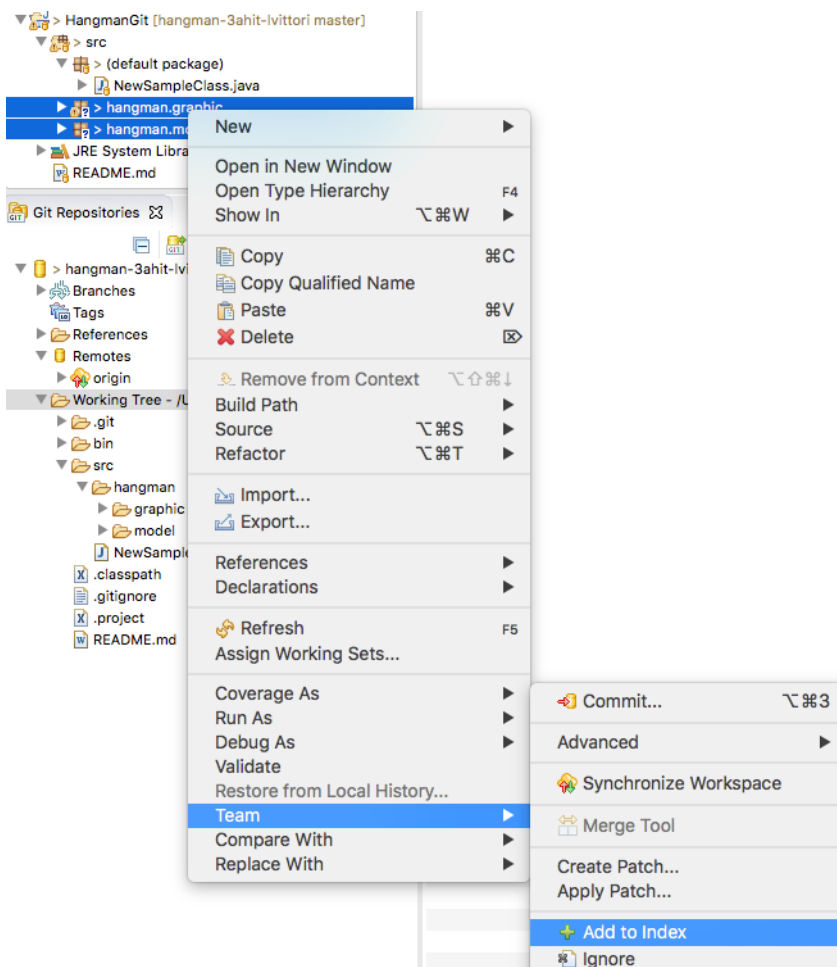 > HangmanGit [hangman-3ahit-lvittori master]
> src
> (default package)
NewSampleClass.java
> hangman.graphic
> hangman.mo
JRE System Libra
README.md
Git Repositories
> hangman-3ahit-lvi
Branches
Tags
References
Remotes
origin
Working Tree - /U
.git
bin
src
hangman
graphic
model
NewSample
.classpath
.gitignore
.project
README.md
New
Open in New Window
Open Type Hierarchy F4
Show In ⌥⌘W
Copy ⌘C
Copy Qualified Name
Paste ⌘V
Delete ⌦
Remove from Context ⌥⇧⌘↓
Build Path
Source ⌥⌘S
Refactor ⌥⌘T
Import...
Export...
References
Declarations
Refresh F5
Assign Working Sets...
Coverage As
Run As
Debug As
Validate
Restore from Local History...
Team
Compare With
Replace With
Commit... ⌥⌘3
Advanced
Synchronize Workspace
Merge Tool
Create Patch...
Apply Patch...
Add to Index
Ignore